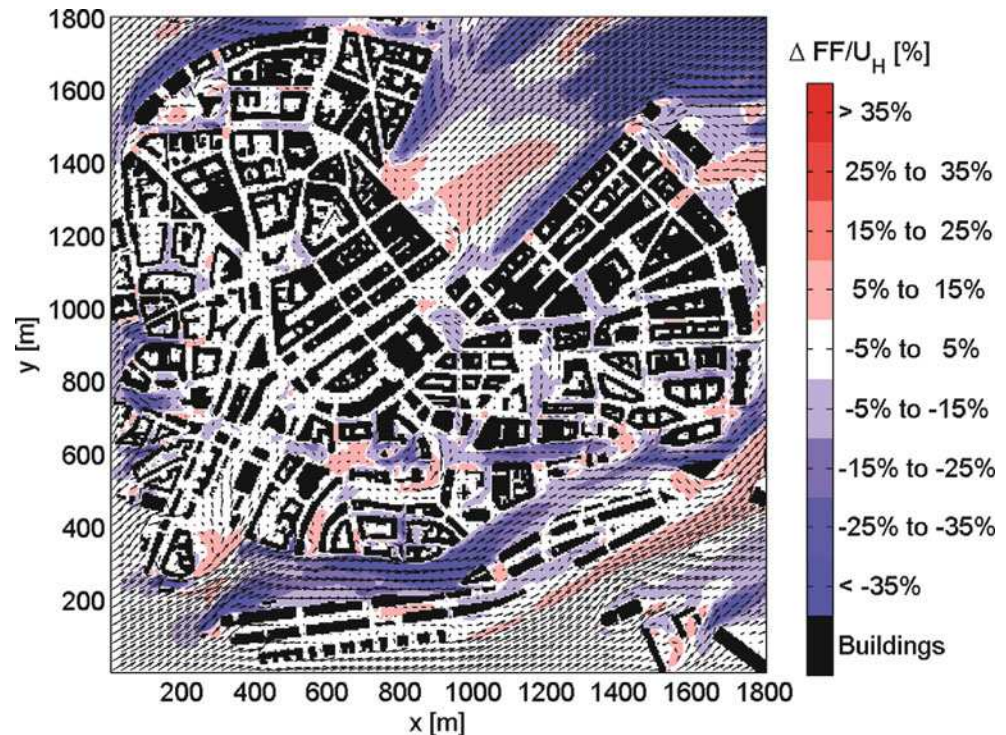 1800
1600
1400
1200
1000
800
600
400
200
y [m]
200 400 600 800 1000 1200 1400 1600 1800
x [m]
Δ FF/U_H [%]
> 35%
25% to 35%
15% to 25%
5% to 15%
-5% to 5%
-5% to -15%
-15% to -25%
-25% to -35%
< -35%
Buildings